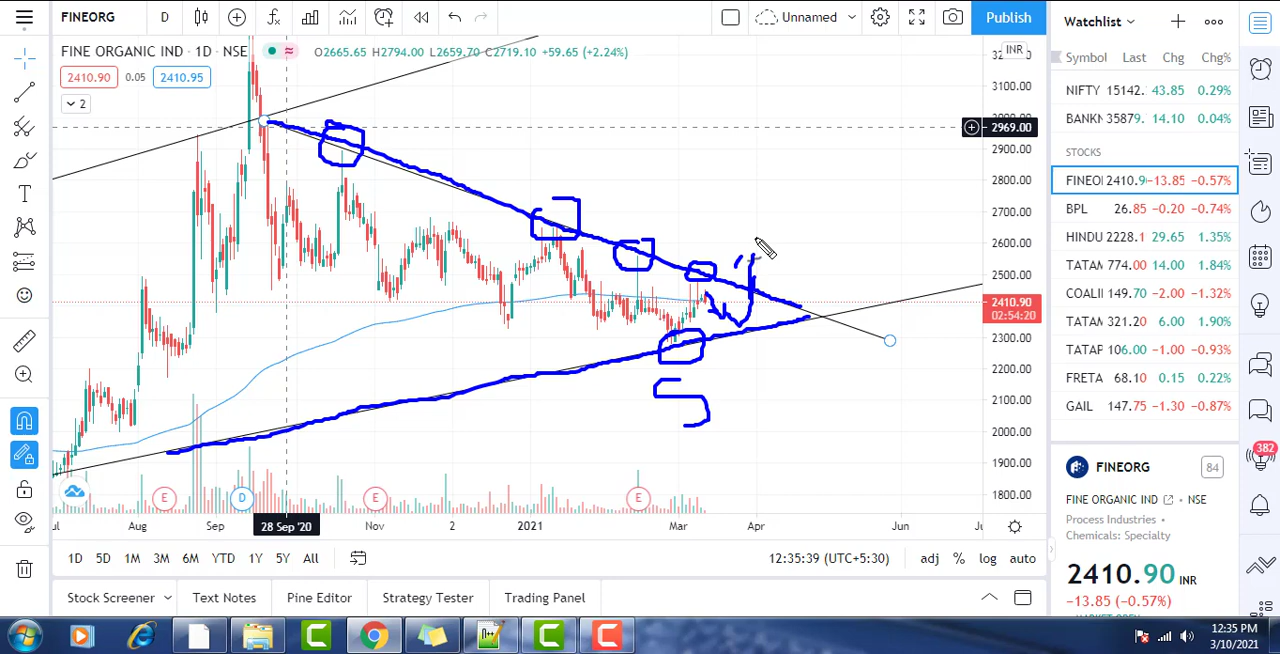 FINEORG D Unnamed Publish Watchlist
FINE ORGANIC IND · 1D · NSE O2665.65 H2794.00 L2659.70 C2719.10 +59.65 (+2.24%) INR
2410.90 0.05 2410.95
2
3100.00
2969.00
2900.00
2800.00
2700.00
2600.00
2500.00
2410.90
02:54:20
2300.00
2200.00
2100.00
2000.00
1900.00
1800.00
Symbol Last Chg Chg%
NIFTY 15142. 43.85 0.29%
BANKN 35879. 14.10 0.04%
STOCKS
FINEO 2410.9 −13.85 −0.57%
BPL 26.85 −0.20 −0.74%
HINDU 2228.1 29.65 1.35%
TATAM 774.00 14.00 1.84%
COALII 149.70 −2.00 −1.32%
TATAM 321.20 6.00 1.90%
TATAP 106.00 −1.00 −0.93%
FRETA 68.10 0.15 0.22%
GAIL 147.75 −1.30 −0.87%
5
E D E E
Aug Sep 28 Sep '20 Nov 2 2021 Mar Apr Jun
1D 5D 1M 3M 6M YTD 1Y 5Y All 12:35:39 (UTC+5:30) adj % log auto
Stock Screener Text Notes Pine Editor Strategy Tester Trading Panel
382
FINEORG 84
FINE ORGANIC IND · NSE
Process Industries •
Chemicals: Specialty
2410.90 INR
−13.85 (−0.57%)
12:35 PM
3/10/2021